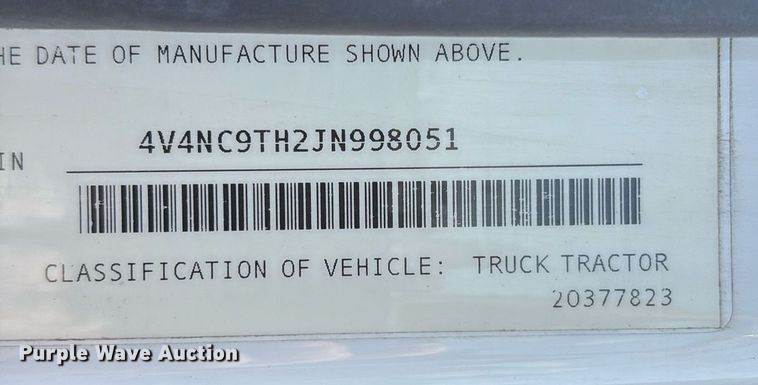 HE DATE OF MANUFACTURE SHOWN ABOVE.
4V4NC9TH2JN998051
IN
CLASSIFICATION OF VEHICLE: TRUCK TRACTOR
20377823
Purple Wave Auction